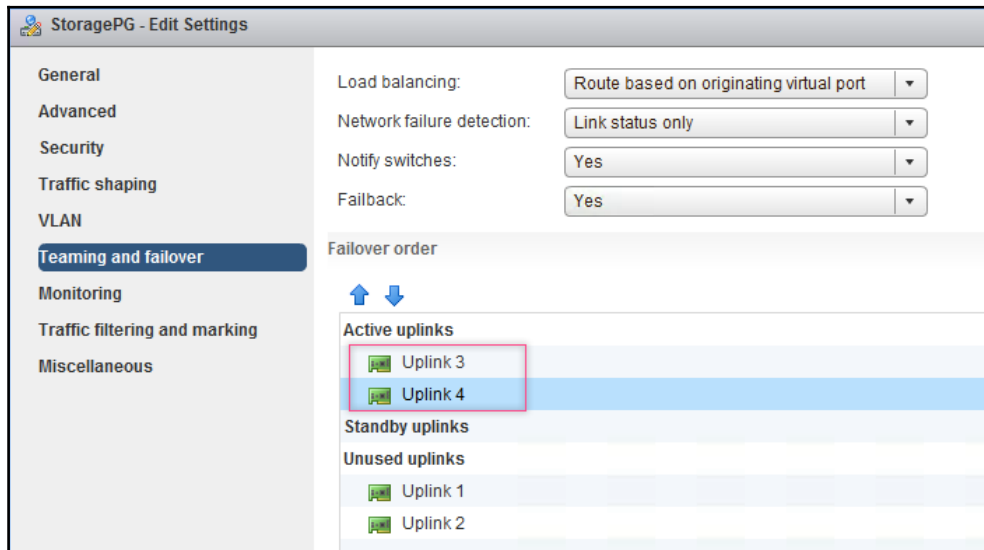 StoragePG - Edit Settings
General
Advanced
Security
Traffic shaping
VLAN
Teaming and failover
Monitoring
Traffic filtering and marking
Miscellaneous
Load balancing: Route based on originating virtual port
Network failure detection: Link status only
Notify switches: Yes
Failback: Yes
Failover order
Active uplinks
Uplink 3
Uplink 4
Standby uplinks
Unused uplinks
Uplink 1
Uplink 2